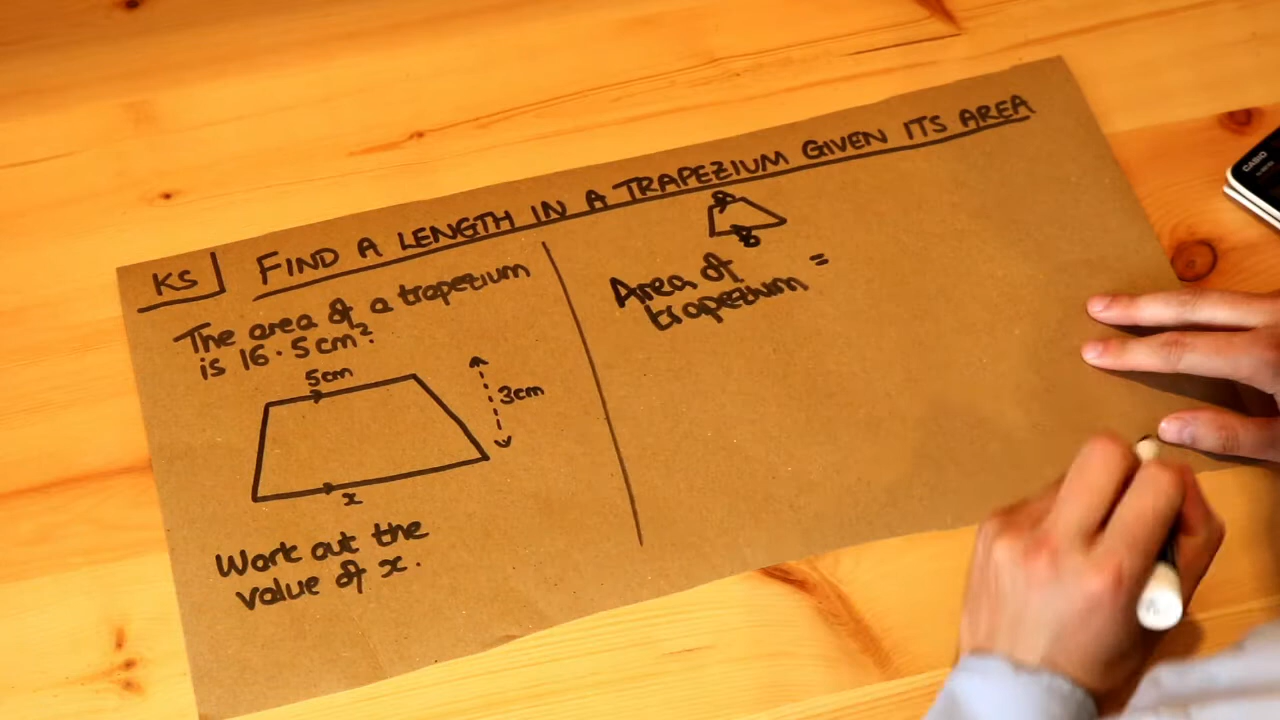 KS
FIND A LENGTH IN A TRAPEZIUM GIVEN ITS AREA
The area of a trapezium
is 16.5cm²
5cm
3cm
x
Work out the
value of x.
B
Area of =
trapezium
CASIO